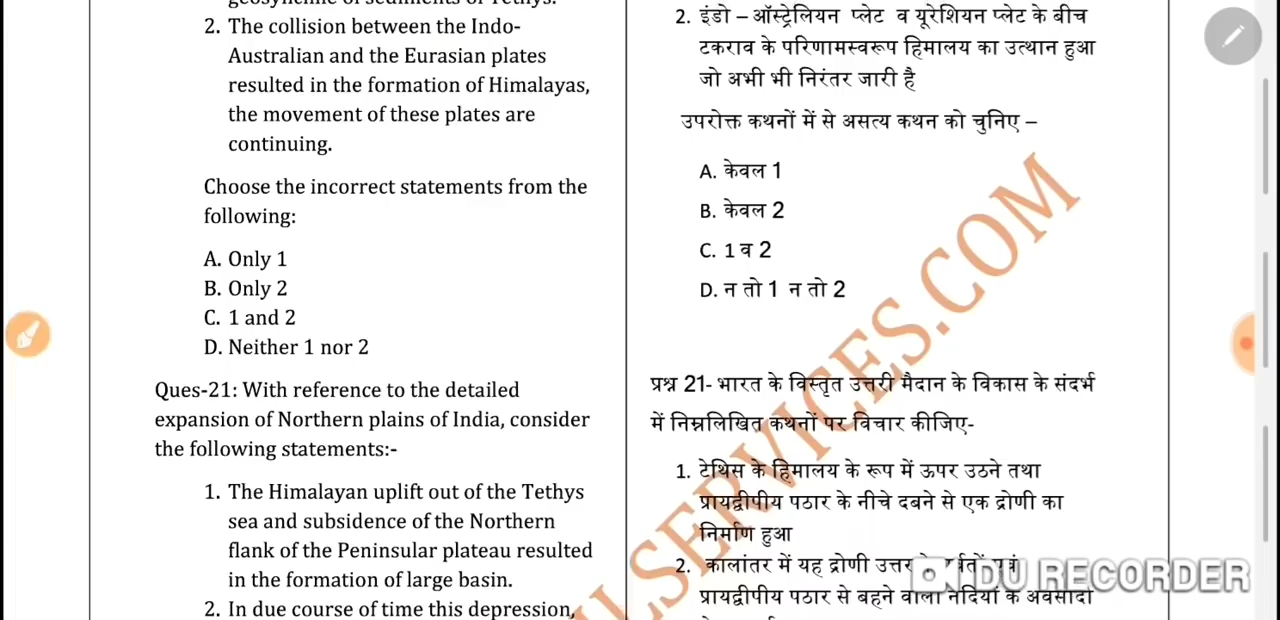 geosyncline of sediments of Tethys.
2. The collision between the Indo-
Australian and the Eurasian plates
resulted in the formation of Himalayas,
the movement of these plates are
continuing.
Choose the incorrect statements from the
following:
A. Only 1
B. Only 2
C. 1 and 2
D. Neither 1 nor 2
Ques-21: With reference to the detailed
expansion of Northern plains of India, consider
the following statements:-
1. The Himalayan uplift out of the Tethys
sea and subsidence of the Northern
flank of the Peninsular plateau resulted
in the formation of large basin.
2. In due course of time this depression,
2. इंडो – ऑस्ट्रेलियन प्लेट व यूरेशियन प्लेट के बीच
टकराव के परिणामस्वरूप हिमालय का उत्थान हुआ
जो अभी भी निरंतर जारी है
उपरोक्त कथनों में से असत्य कथन को चुनिए –
A. केवल 1
B. केवल 2
C. 1 व 2
D. न तो 1 न तो 2
प्रश्न 21- भारत के विस्तृत उत्तरी मैदान के विकास के संदर्भ
में निम्नलिखित कथनों पर विचार कीजिए-
1. टेथिस के हिमालय के रूप में ऊपर उठने तथा
प्रायद्वीपीय पठार के नीचे दबने से एक द्रोणी का
निर्माण हुआ
2. कालांतर में यह द्रोणी उत्तर
प्रायद्वीपीय पठार से बहने वाली नदियों के अवसादों
ILSERVICES.COM
DU RECORDER